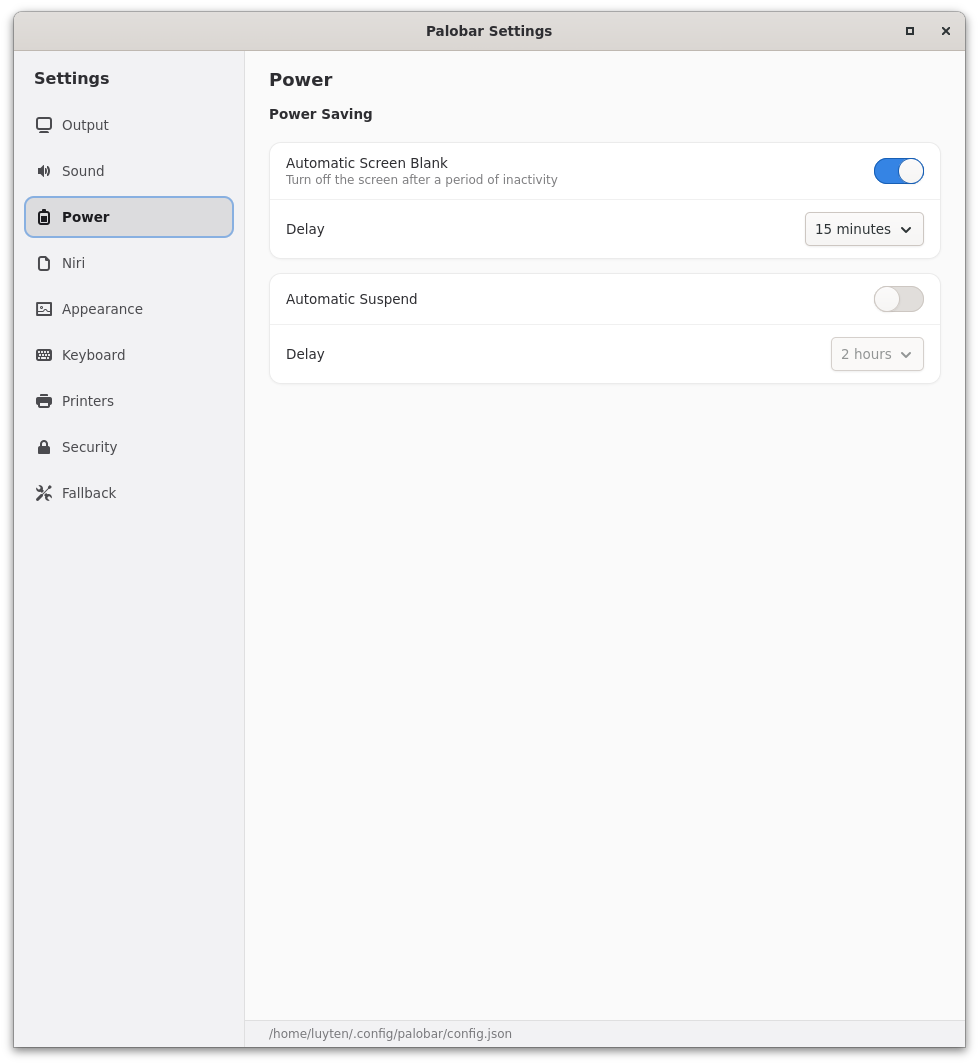 Palobar Settings
Settings
Output
Sound
Power
Niri
Appearance
Keyboard
Printers
Security
Fallback
Power
Power Saving
Automatic Screen Blank
Turn off the screen after a period of inactivity
Delay
15 minutes
Automatic Suspend
Delay
2 hours
/home/luyten/.config/palobar/config.json